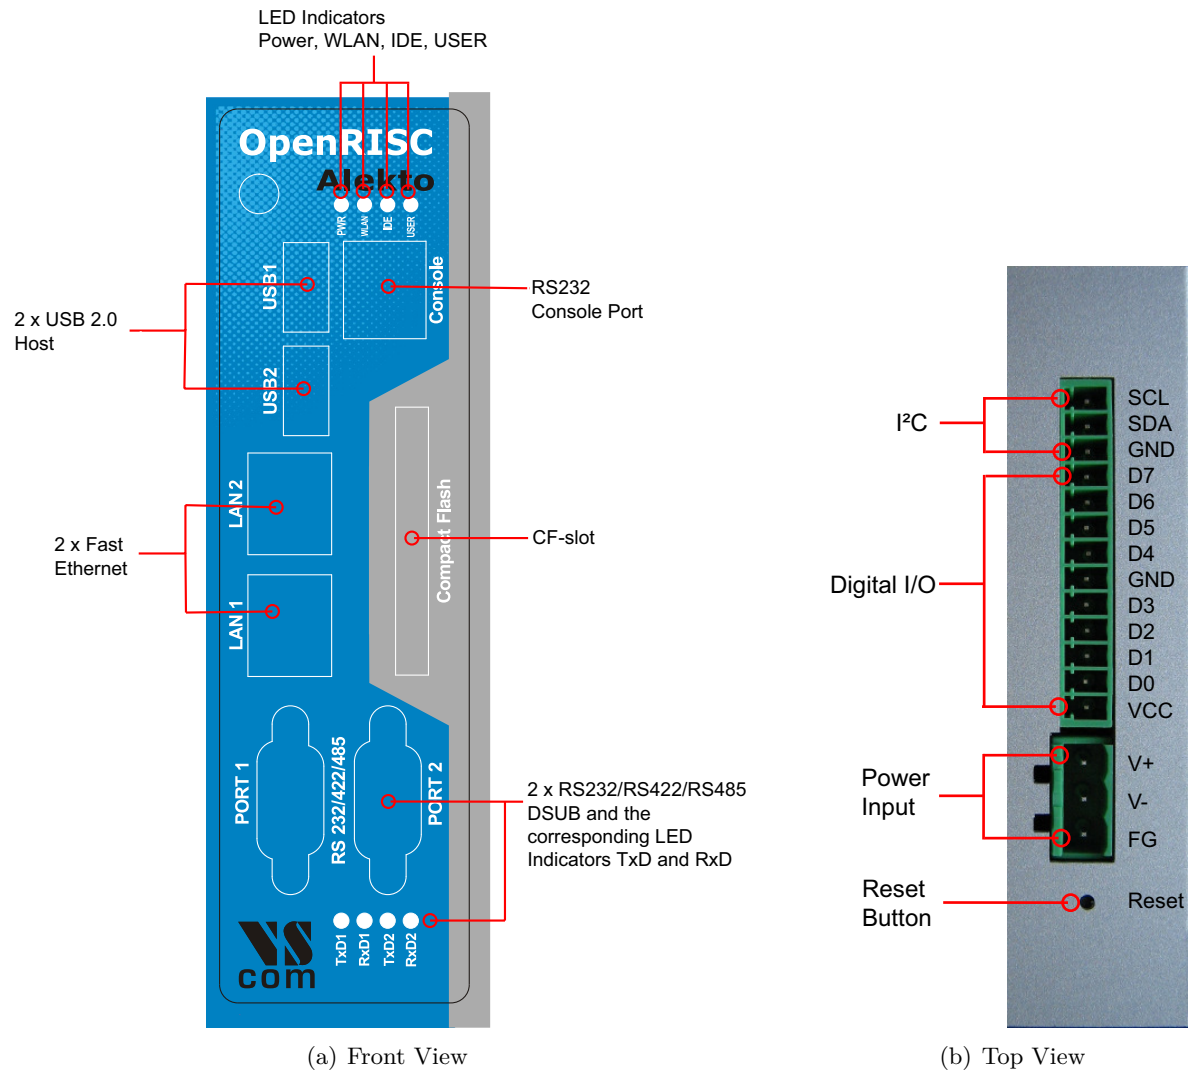 LED Indicators
Power, WLAN, IDE, USER
OpenRISC
Alekto
PWR
WLAN
IDE
USER
USB1
Console
RS232
Console Port
2 x USB 2.0
Host
USB2
LAN 2
Compact Flash
CF-slot
2 x Fast
Ethernet
LAN 1
PORT 1
RS 232/422/485
PORT 2
2 x RS232/RS422/RS485
DSUB and the
corresponding LED
Indicators TxD and RxD
TxD1
RxD1
TxD2
RxD2
VS
com
(a) Front View
I²C
Digital I/O
Power
Input
Reset
Button
SCL
SDA
GND
D7
D6
D5
D4
GND
D3
D2
D1
D0
VCC
V+
V-
FG
Reset
(b) Top View